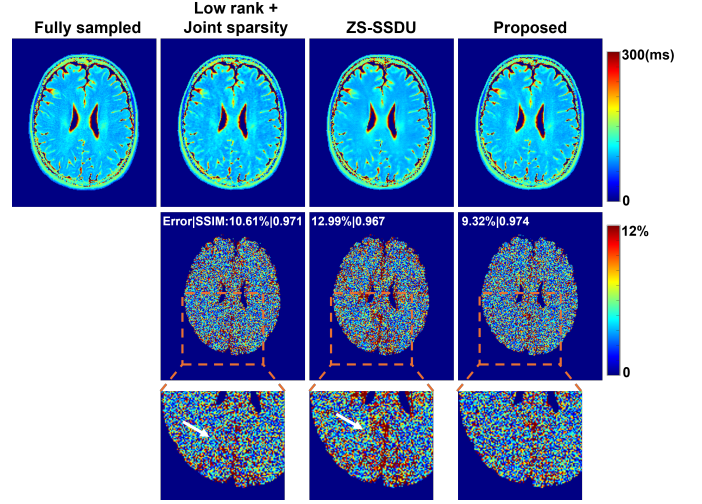 Fully sampled
Low rank +
Joint sparsity
ZS-SSDU
Proposed
300(ms)
0
Error|SSIM:10.61%|0.971
12.99%|0.967
9.32%|0.974
12%
0